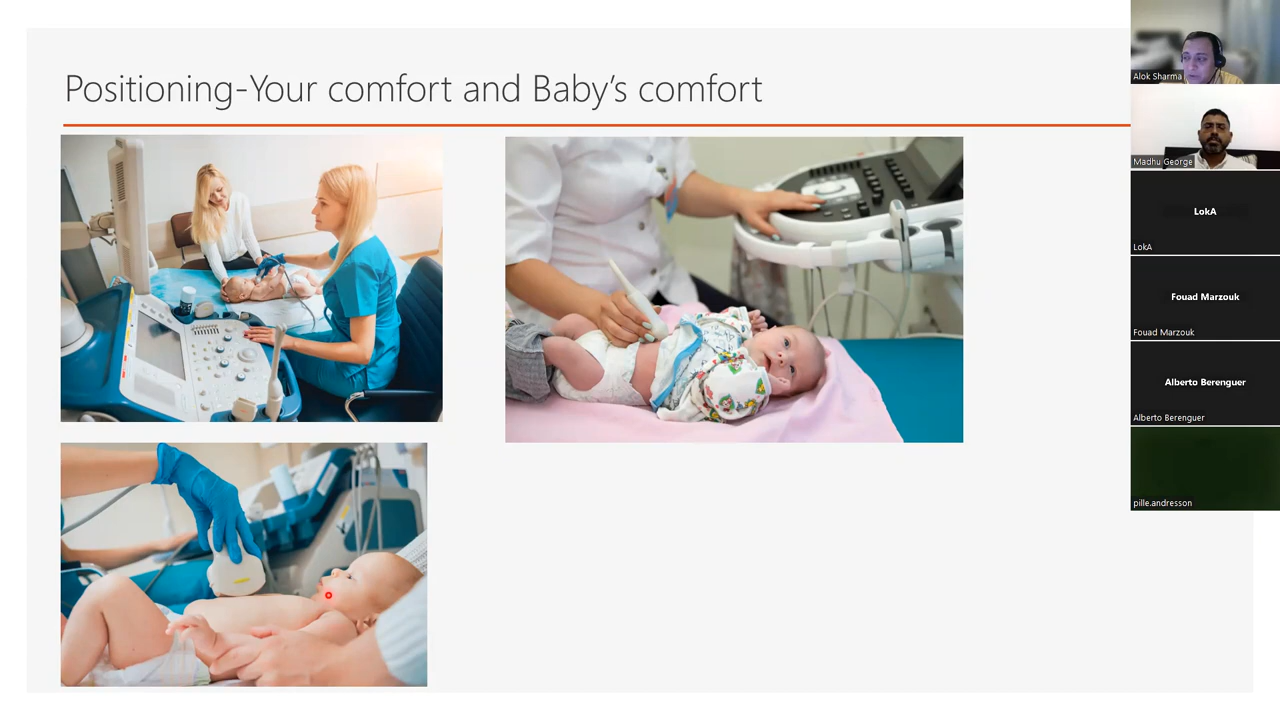 Positioning-Your comfort and Baby’s comfort
Alok Sharma
Madhu George
LokA
LokA
Fouad Marzouk
Fouad Marzouk
Alberto Berenguer
Alberto Berenguer
pille.andresson